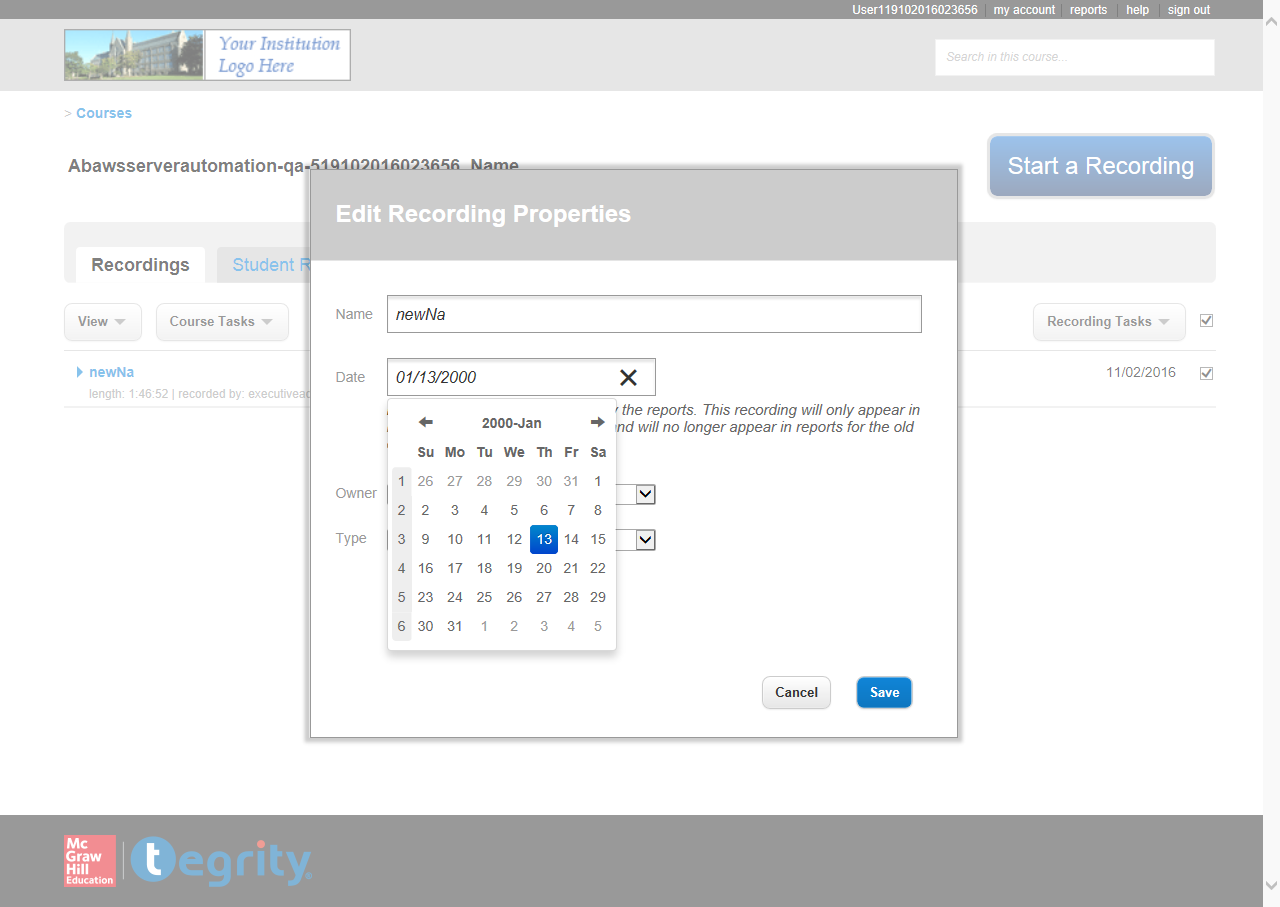 User119102016023656 my account reports help sign out
Your Institution
Logo Here
Search in this course...
> Courses
Abawsserverautomation-qa-519102016023656_Name
Start a Recording
Edit Recording Properties
Recordings
Student R
Name newNa
View Course Tasks
Recording Tasks
newNa
11/02/2016
length: 1:46:52 | recorded by: executivead
Date 01/13/2000
y the reports. This recording will only appear in
and will no longer appear in reports for the old
2000-Jan
Su Mo Tu We Th Fr Sa
1 26 27 28 29 30 31 1
2 2 3 4 5 6 7 8
3 9 10 11 12 13 14 15
4 16 17 18 19 20 21 22
5 23 24 25 26 27 28 29
6 30 31 1 2 3 4 5
Owner
Type
Cancel Save
Mc
Graw
Hill
Education
tegrity